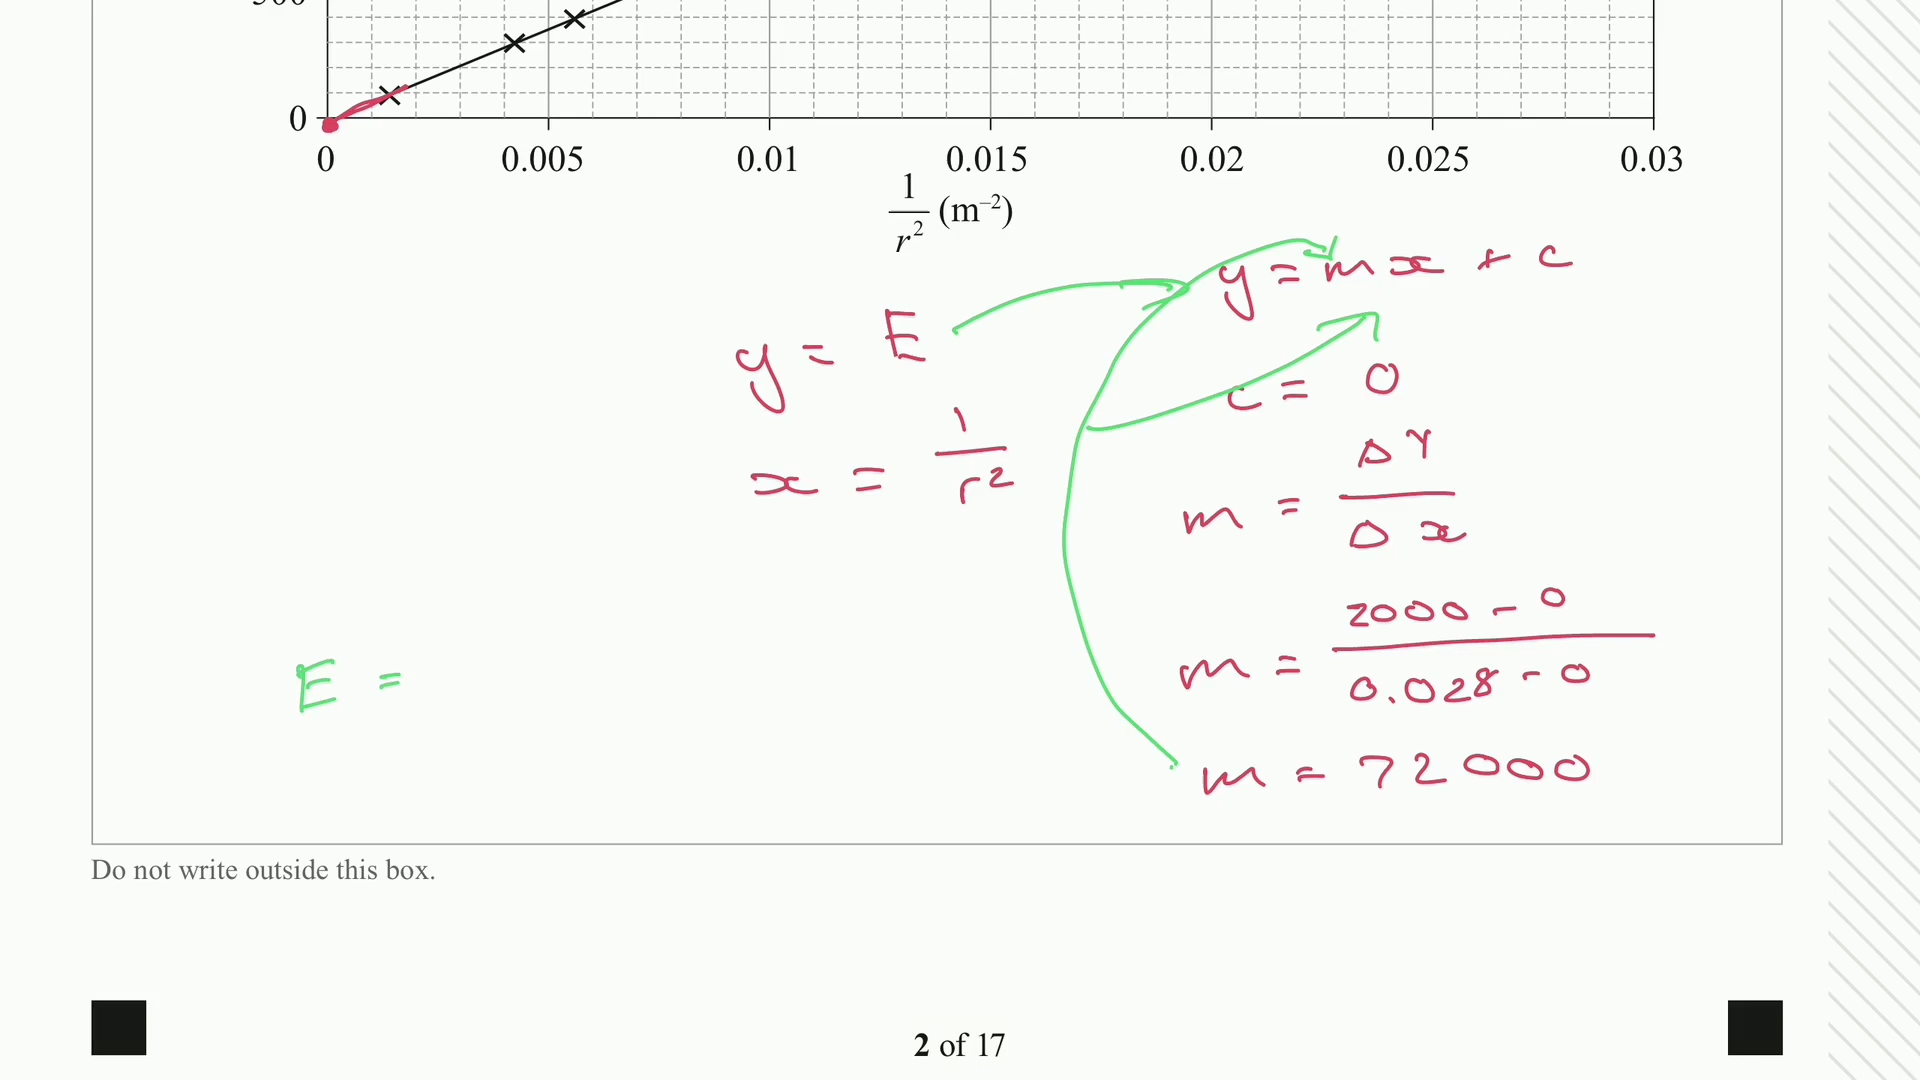 500
0
0 0.005 0.01 0.015 0.02 0.025 0.03
1/r² (m⁻²)
y = mx + c
y = E
c = 0
x = 1/r²
m = ΔY/Δx
m = 2000 - 0/0.028 - 0
E =
m = 72000
Do not write outside this box.
2 of 17